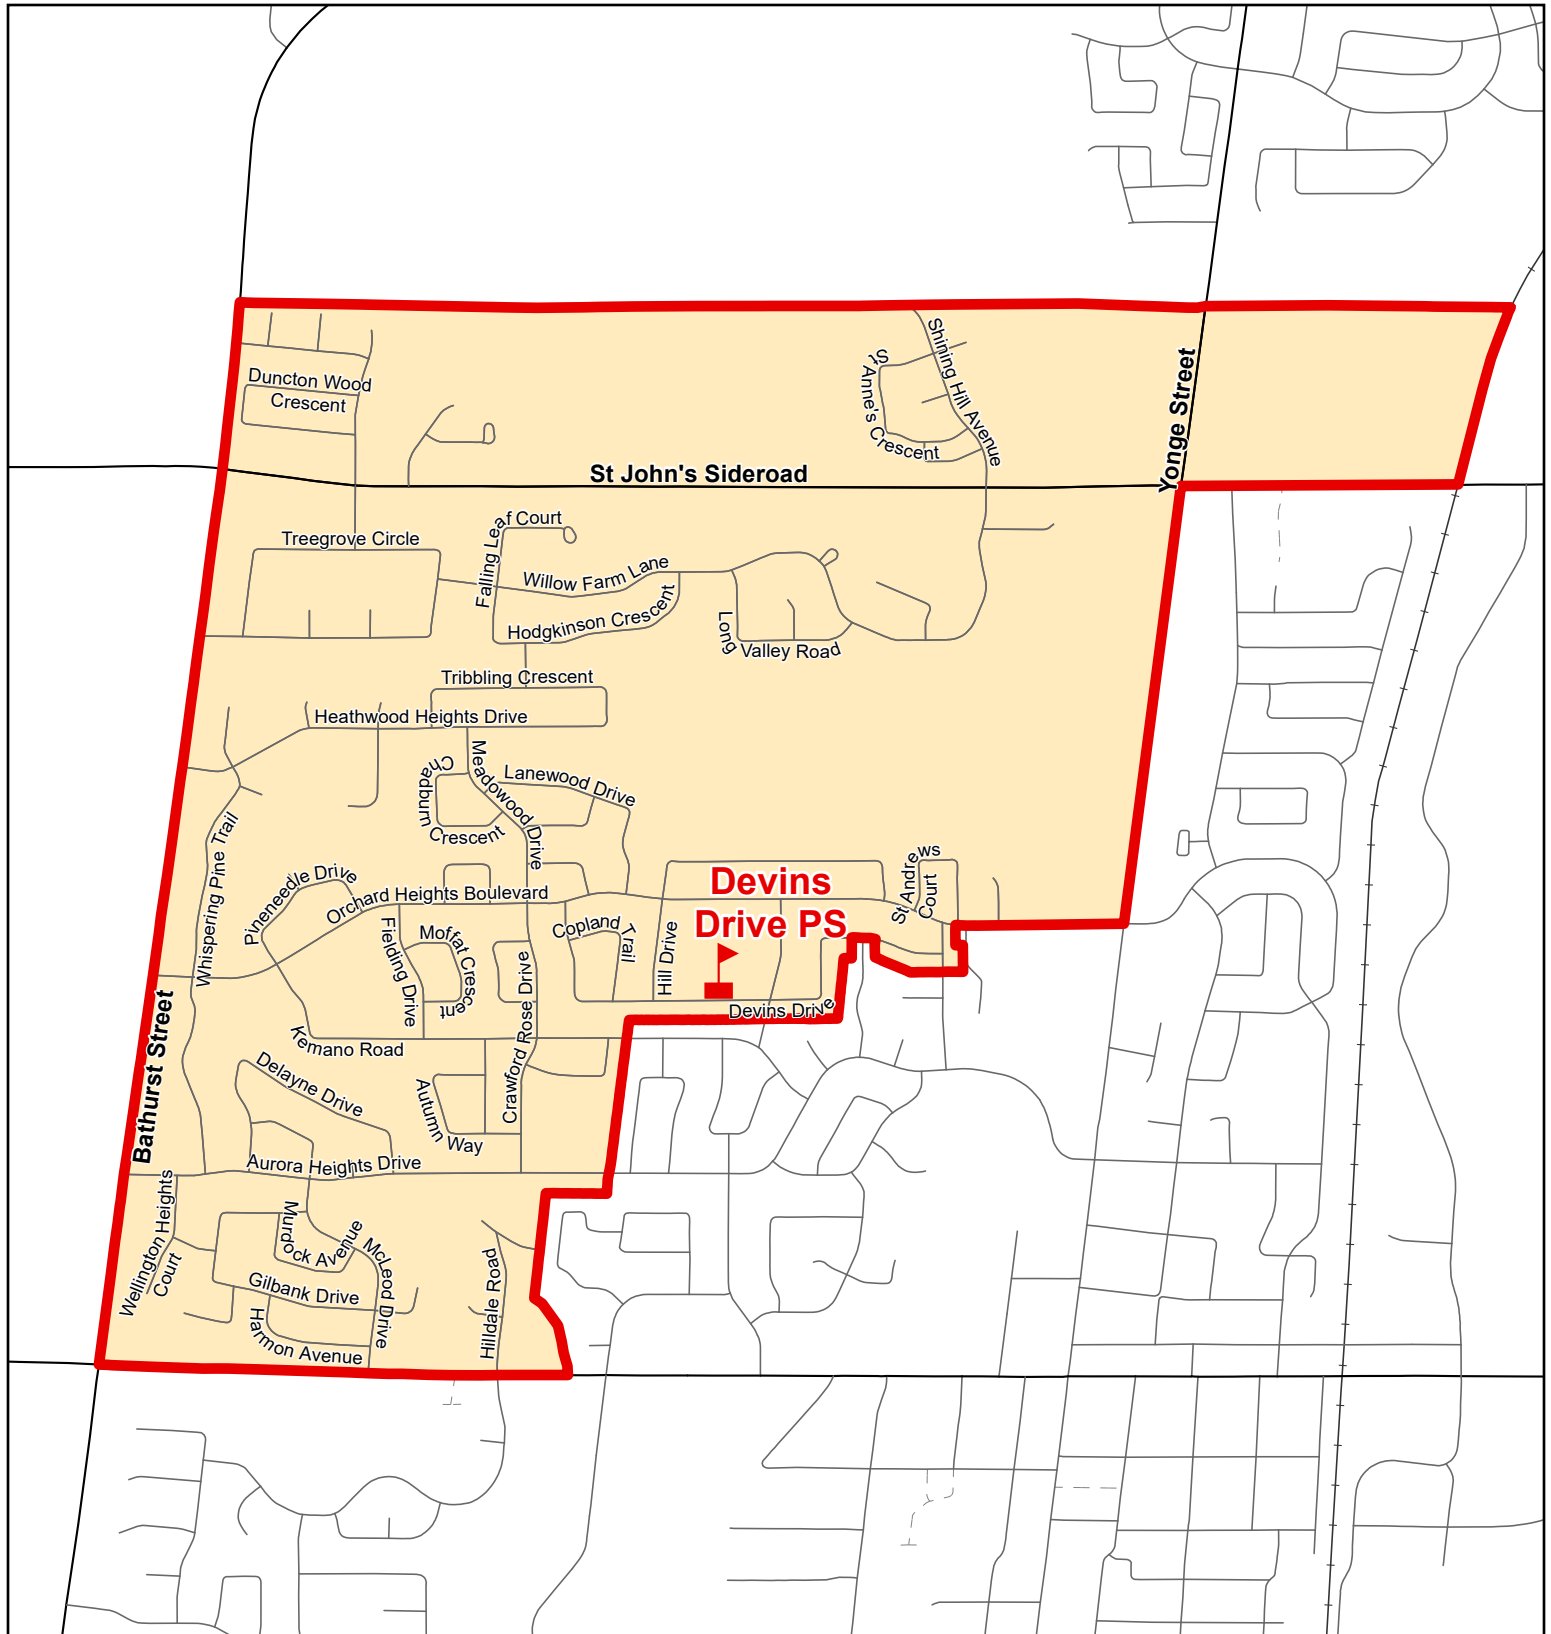 Duncton Wood
Crescent
St
Anne's Crescent
Shining Hill Avenue
Yonge Street
St John's Sideroad
Treegrove Circle
Falling Leaf Court
Willow Farm Lane
Hodgkinson Crescent
Long
Valley Road
Tribbling Crescent
Heathwood Heights Drive
Chadburn
Crescent
Meadowood Drive
Lanewood Drive
Whispering Pine Trail
Pineneedle Drive
Orchard Heights Boulevard
Devins
Drive PS
St Andrews
Court
Fielding Drive
Moffat Crescent
Copland Trail
Hill Drive
Crawford Rose Drive
Devins Drive
Bathurst Street
Kemano Road
Delayne Drive
Autumn
Way
Aurora Heights Drive
Wellington Heights
Court
Murdock Avenue
McLeod Drive
Gilbank Drive
Harmon Avenue
Hilldale Road